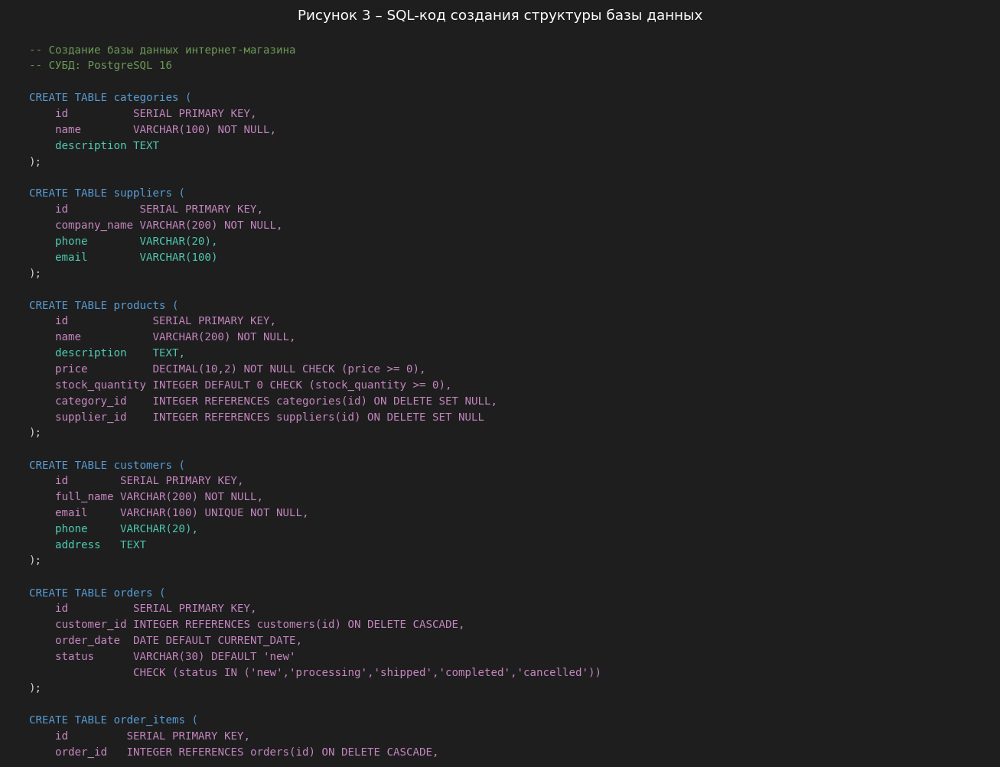 Рисунок 3 – SQL-код создания структуры базы данных
-- Создание базы данных интернет-магазина
-- СУБД: PostgreSQL 16

CREATE TABLE categories (
    id          SERIAL PRIMARY KEY,
    name        VARCHAR(100) NOT NULL,
    description TEXT
);

CREATE TABLE suppliers (
    id           SERIAL PRIMARY KEY,
    company_name VARCHAR(200) NOT NULL,
    phone        VARCHAR(20),
    email        VARCHAR(100)
);

CREATE TABLE products (
    id             SERIAL PRIMARY KEY,
    name           VARCHAR(200) NOT NULL,
    description    TEXT,
    price          DECIMAL(10,2) NOT NULL CHECK (price >= 0),
    stock_quantity INTEGER DEFAULT 0 CHECK (stock_quantity >= 0),
    category_id    INTEGER REFERENCES categories(id) ON DELETE SET NULL,
    supplier_id    INTEGER REFERENCES suppliers(id) ON DELETE SET NULL
);

CREATE TABLE customers (
    id        SERIAL PRIMARY KEY,
    full_name VARCHAR(200) NOT NULL,
    email     VARCHAR(100) UNIQUE NOT NULL,
    phone     VARCHAR(20),
    address   TEXT
);

CREATE TABLE orders (
    id          SERIAL PRIMARY KEY,
    customer_id INTEGER REFERENCES customers(id) ON DELETE CASCADE,
    order_date  DATE DEFAULT CURRENT_DATE,
    status      VARCHAR(30) DEFAULT 'new'
                CHECK (status IN ('new','processing','shipped','completed','cancelled'))
);

CREATE TABLE order_items (
    id         SERIAL PRIMARY KEY,
    order_id   INTEGER REFERENCES orders(id) ON DELETE CASCADE,